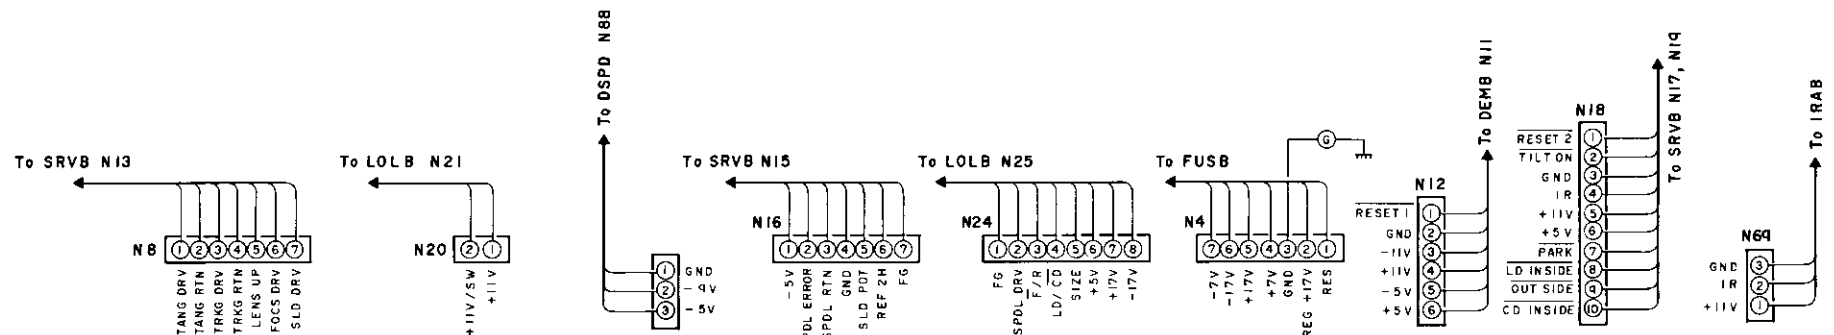 To SRVB N13
N8
1 2 3 4 5 6 7
TANG DRV
TANG RTN
TRKG DRV
TRKG RTN
LENS UP
FOCS DRV
SLD DRV
To LOLB N21
N20
2 1
+11V/SW
+11V
To DSPD N88
1 GND
2 -9V
3 -5V
To SRVB N15
N16
1 2 3 4 5 6 7
-5V
PDL ERROR
SPDL RTN
GND
SLD POT
REF 2H
FG
To LOLB N25
N24
1 2 3 4 5 6 7 8
FG
SPDL DRV
F/R
LD/CD
SIZE
+5V
+17V
-17V
To FUSB
G
N4
7 6 5 4 3 2 1
-7V
-17V
+17V
+7V
GND
REG +17V
RES
To DEMB N11
N12
RESET 1 1
GND 2
-11V 3
+11V 4
-5V 5
+5V 6
To SRVB N17, N19
N18
RESET 2 1
TILT ON 2
GND 3
IR 4
+11V 5
+5V 6
PARK 7
LD INSIDE 8
OUT SIDE 9
CD INSIDE 10
To IRAB
N69
GND 3
IR 2
+11V 1